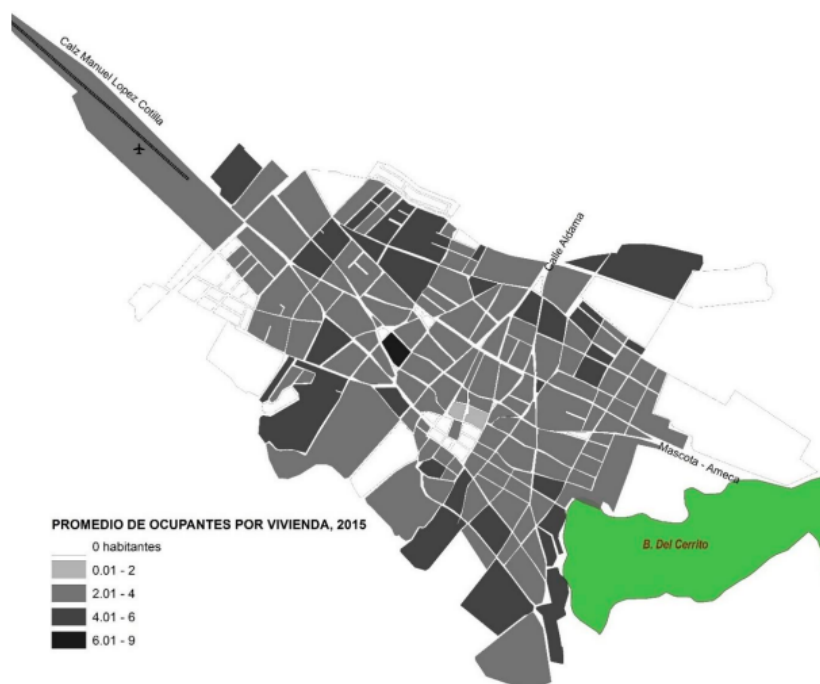 Calz Manuel Lopez Cotilla
Calle Aldama
Mascota - Ameca
B. Del Cerrito
PROMEDIO DE OCUPANTES POR VIVIENDA, 2015
0 habitantes
0.01 - 2
2.01 - 4
4.01 - 6
6.01 - 9